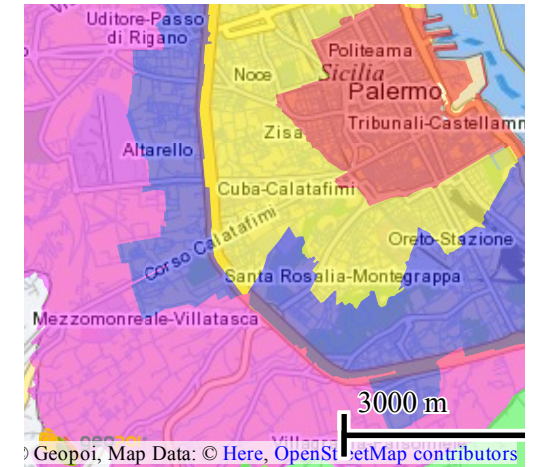 Uditore-Passo
di Rigano
Politeama
Noce
Sicilia
Palermo
Zisa
Tribunali-Castellamm
Altarello
Cuba-Calatafimi
Oreto-Stazione
Corso Calatafimi
Santa Rosalia-Montegrappa
Mezzomonreale-Villatasca
3000 m
Geopoi, Map Data: © Here, OpenStreetMap contributors